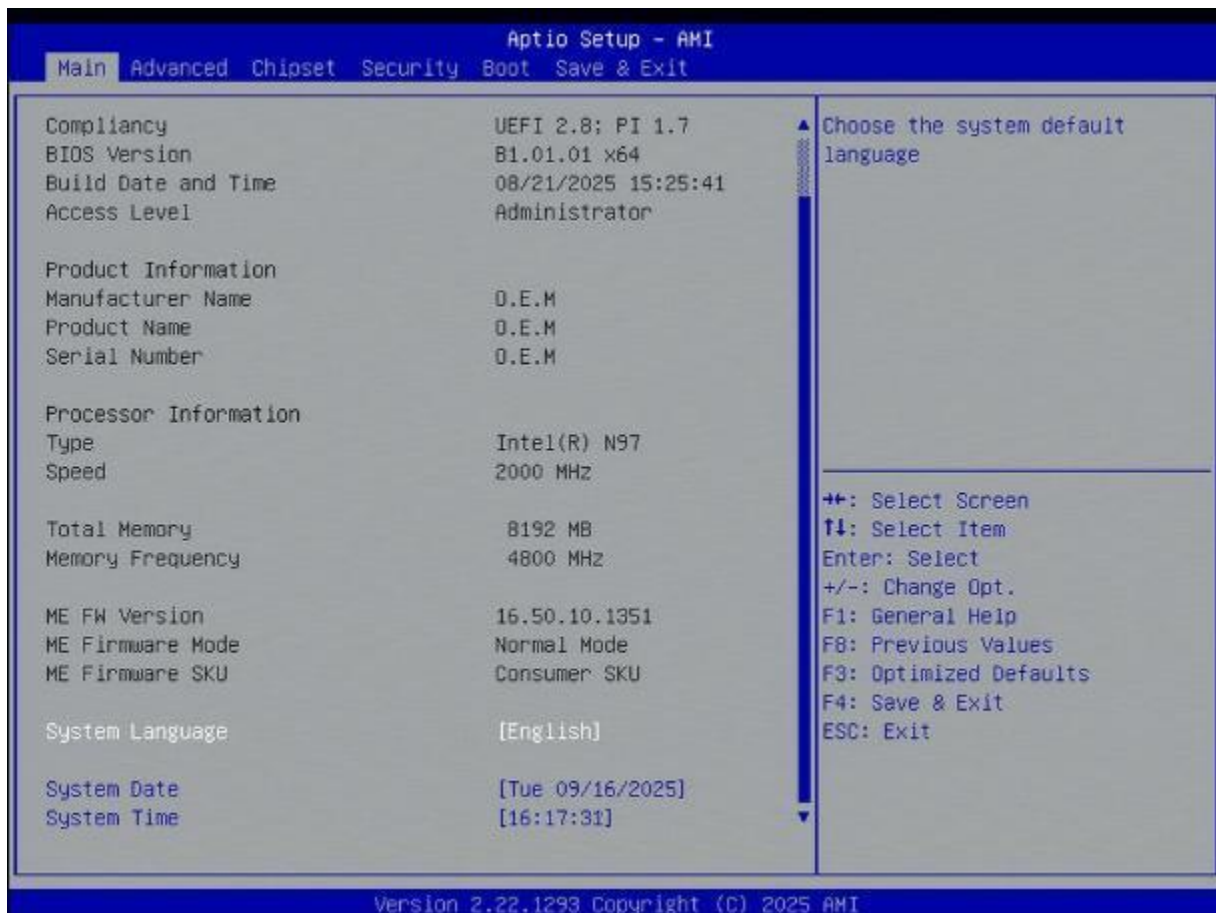 Aptio Setup - AMI
Main Advanced Chipset Security Boot Save & Exit
Compliancy UEFI 2.8; PI 1.7
BIOS Version B1.01.01 x64
Build Date and Time 08/21/2025 15:25:41
Access Level Administrator
Product Information
Manufacturer Name O.E.M
Product Name O.E.M
Serial Number O.E.M
Processor Information
Type Intel(R) N97
Speed 2000 MHz
Total Memory 8192 MB
Memory Frequency 4800 MHz
ME FW Version 16.50.10.1351
ME Firmware Mode Normal Mode
ME Firmware SKU Consumer SKU
System Language [English]
System Date [Tue 09/16/2025]
System Time [16:17:31]
Choose the system default
language
→←: Select Screen
↑↓: Select Item
Enter: Select
+/-: Change Opt.
F1: General Help
F8: Previous Values
F3: Optimized Defaults
F4: Save & Exit
ESC: Exit
Version 2.22.1293 Copyright (C) 2025 AMI